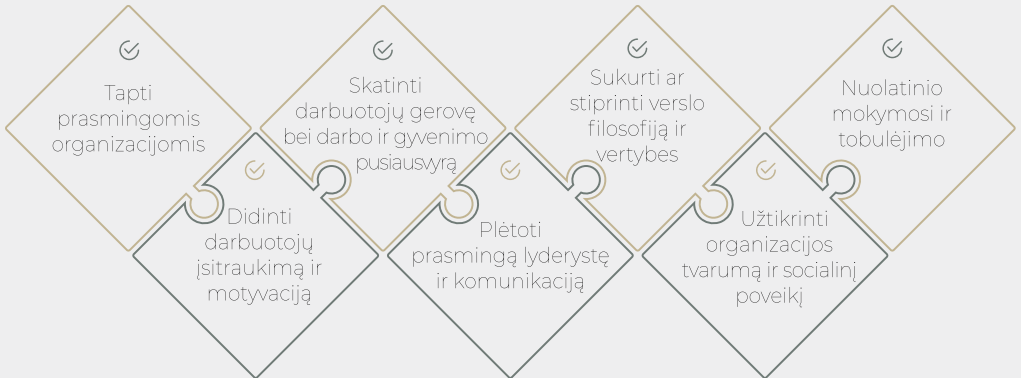 Tapti
prasmingomis
organizacijomis
Skatinti
darbuotojų gerovę
bei darbo ir gyvenimo
pusiausvyrą
Sukurti ar
stiprinti verslo
filosofiją ir
vertybes
Nuolatinio
mokymosi ir
tobulėjimo
Didinti
darbuotojų
įsitraukimą ir
motyvaciją
Plėtoti
prasmingą lyderystę
ir komunikaciją
Užtikrinti
organizacijos
tvarumą ir socialinį
poveikį